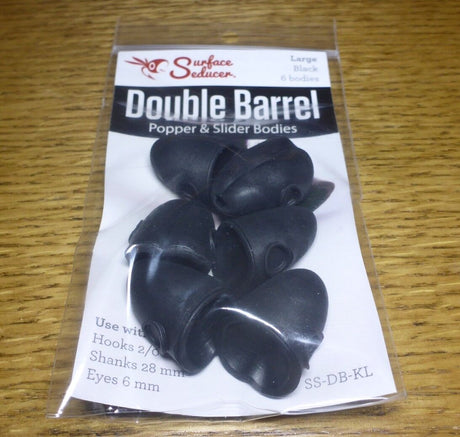 Surface
Seducer
Large
Black
6 bodies
Double Barrel
Popper & Slider Bodies
Use with
Hooks 2/0
Shanks 28 mm
Eyes 6 mm
SS-DB-KL